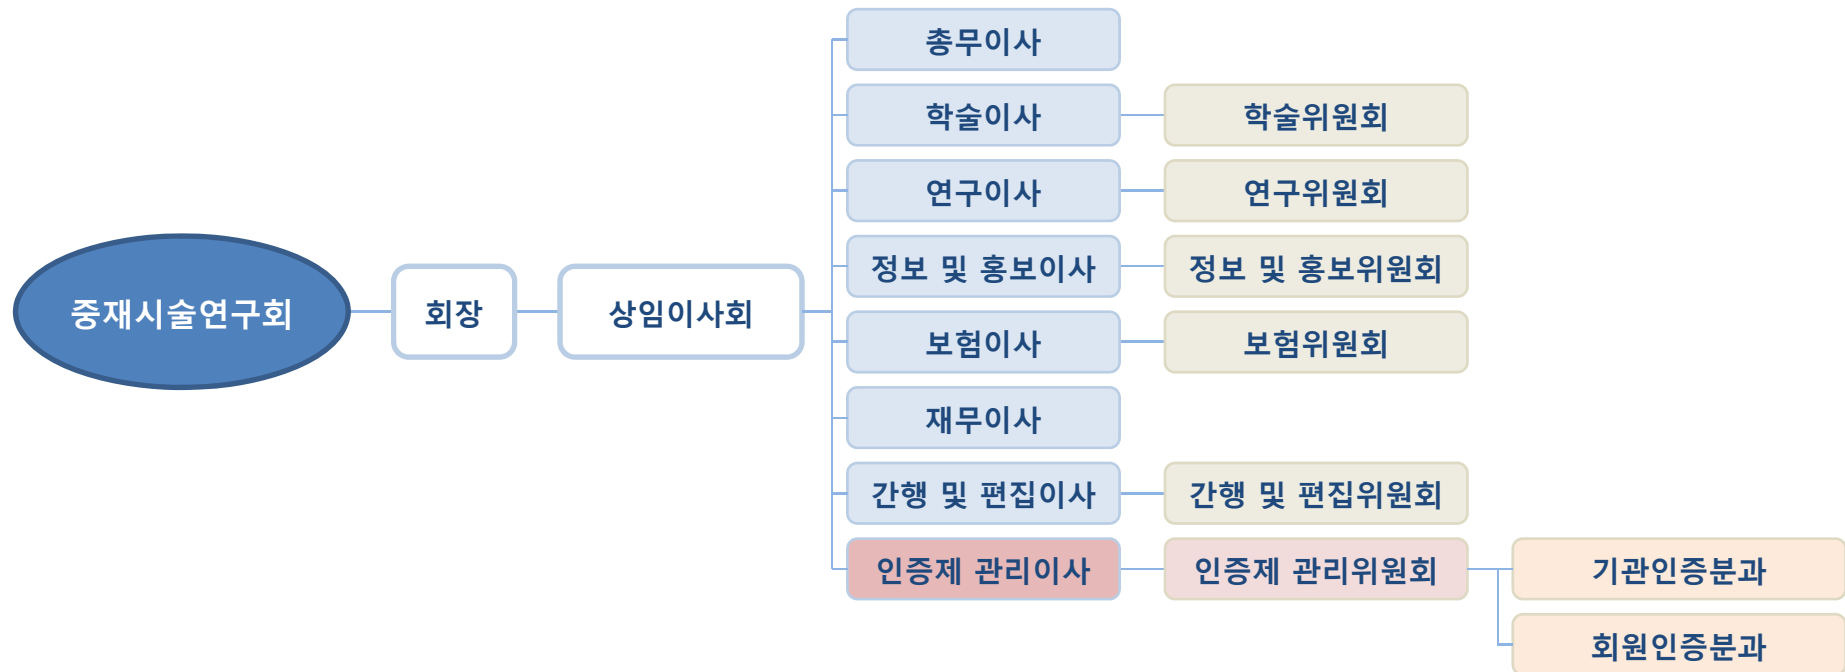 중재시술연구회
회장
상임이사회
총무이사
학술이사
학술위원회
연구이사
연구위원회
정보 및 홍보이사
정보 및 홍보위원회
보험이사
보험위원회
재무이사
간행 및 편집이사
간행 및 편집위원회
인증제 관리이사
인증제 관리위원회
기관인증분과
회원인증분과